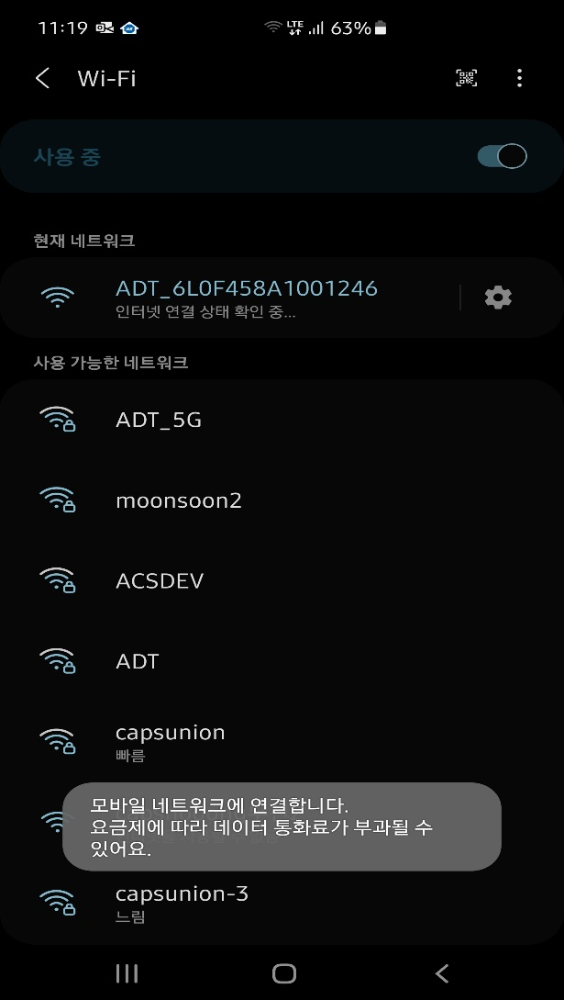 11:19 LTE 63%
Wi-Fi
사용 중
현재 네트워크
ADT_6L0F458A1001246
인터넷 연결 상태 확인 중...
사용 가능한 네트워크
ADT_5G
moonsoon2
ACSDEV
ADT
capsunion
빠름
모바일 네트워크에 연결합니다.
요금제에 따라 데이터 통화료가 부과될 수
있어요.
capsunion-3
느림